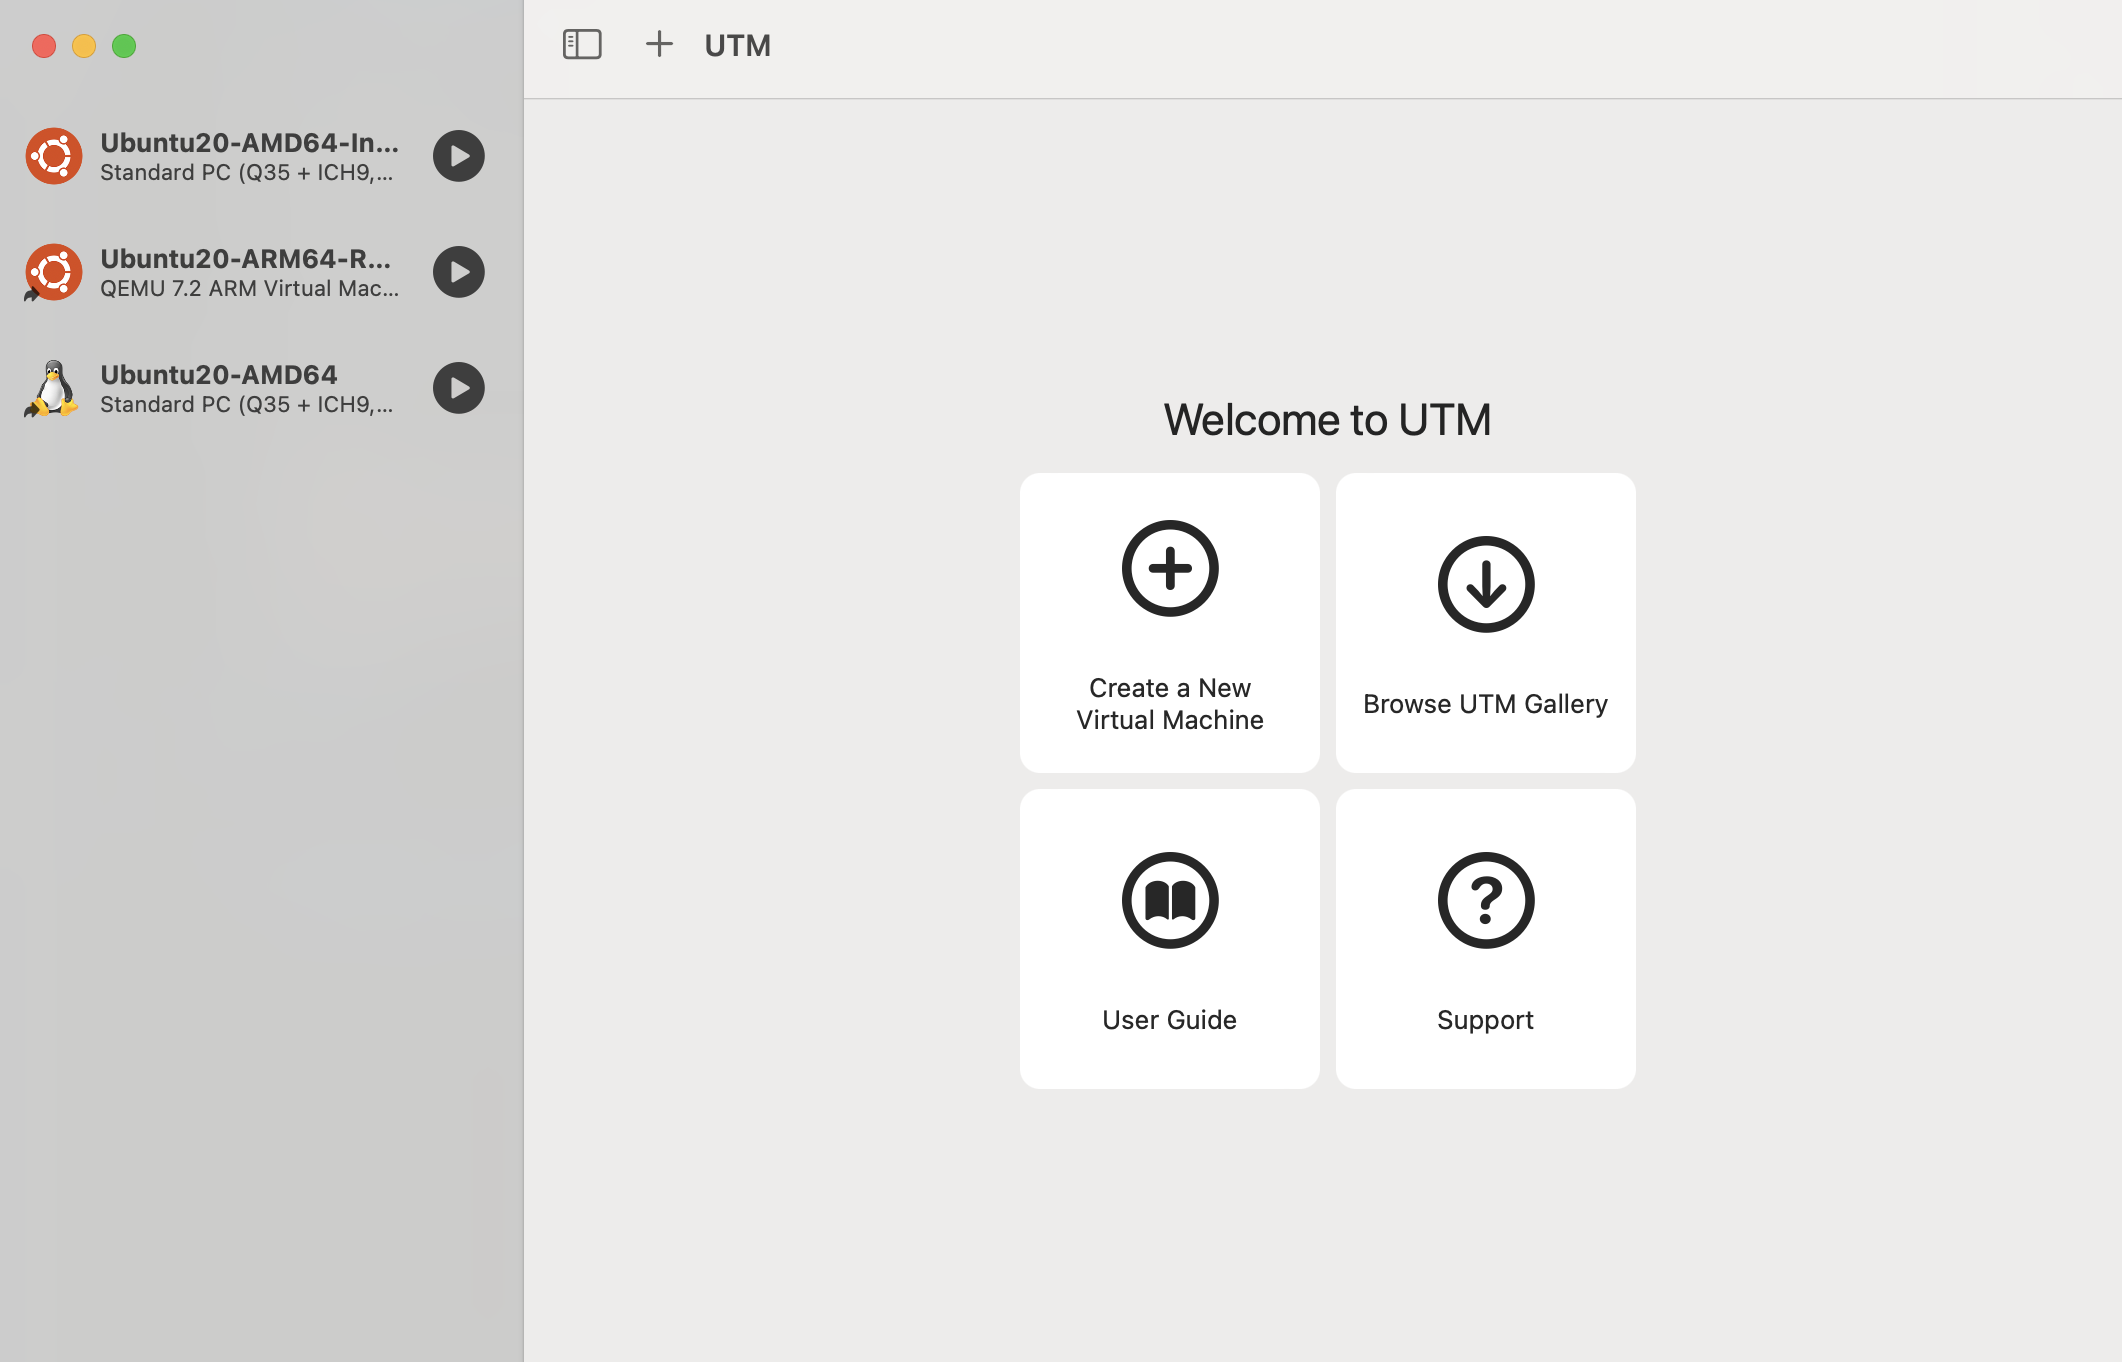 UTM
Ubuntu20-AMD64-In...
Standard PC (Q35 + ICH9,...
Ubuntu20-ARM64-R...
QEMU 7.2 ARM Virtual Mac...
Ubuntu20-AMD64
Standard PC (Q35 + ICH9,...
Welcome to UTM
Create a New
Virtual Machine
Browse UTM Gallery
User Guide
Support